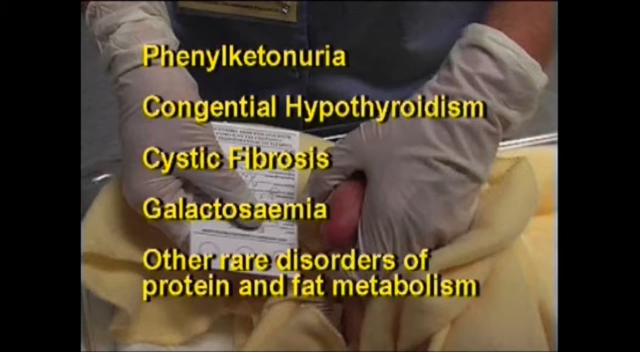 Phenylketonuria
Congential Hypothyroidism
Cystic Fibrosis
Galactosaemia
Other rare disorders of
protein and fat metabolism